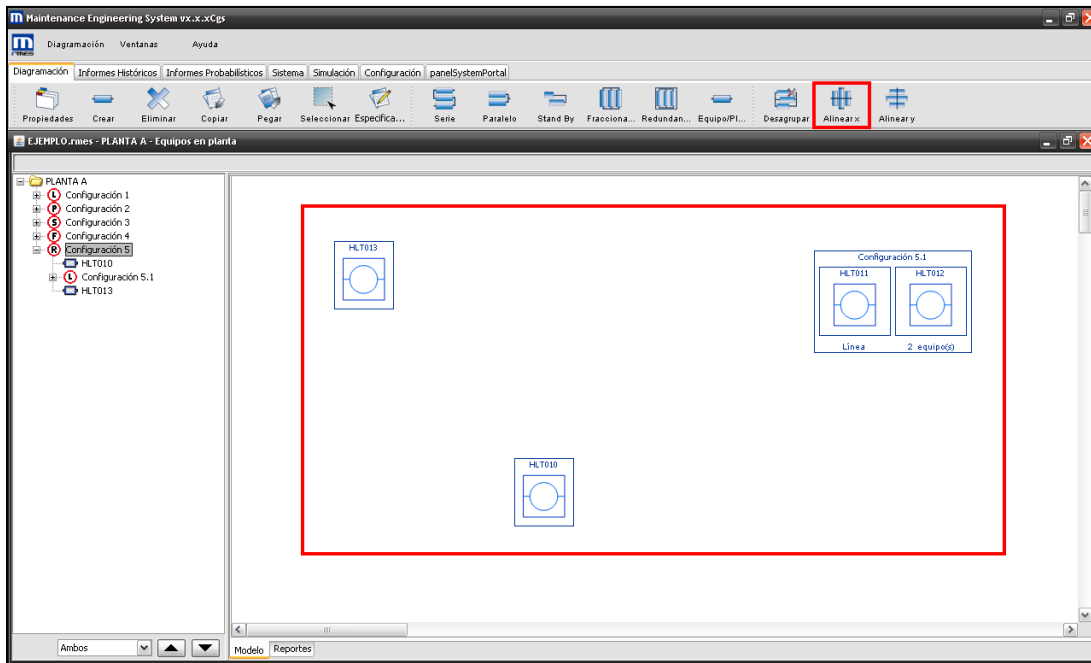 Maintenance Engineering System vx.x.xCgs
rmes
Diagramación Ventanas Ayuda
Diagramación Informes Históricos Informes Probabilísticos Sistema Simulación Configuración panelSystemPortal
Propiedades Crear Eliminar Copiar Pegar Seleccionar Especifica... Serie Paralelo Stand By Fracciona... Redundan... Equipo/Pl... Desagrupar Alinear x Alinear y
EJEMPLO.rmes - PLANTA A - Equipos en planta
PLANTA A
L Configuración 1
P Configuración 2
S Configuración 3
F Configuración 4
R Configuración 5
HLT010
L Configuración 5.1
HLT013
HLT013
Configuración 5.1
HLT011 HLT012
Línea 2 equipo(s)
HLT010
Ambos
Modelo Reportes